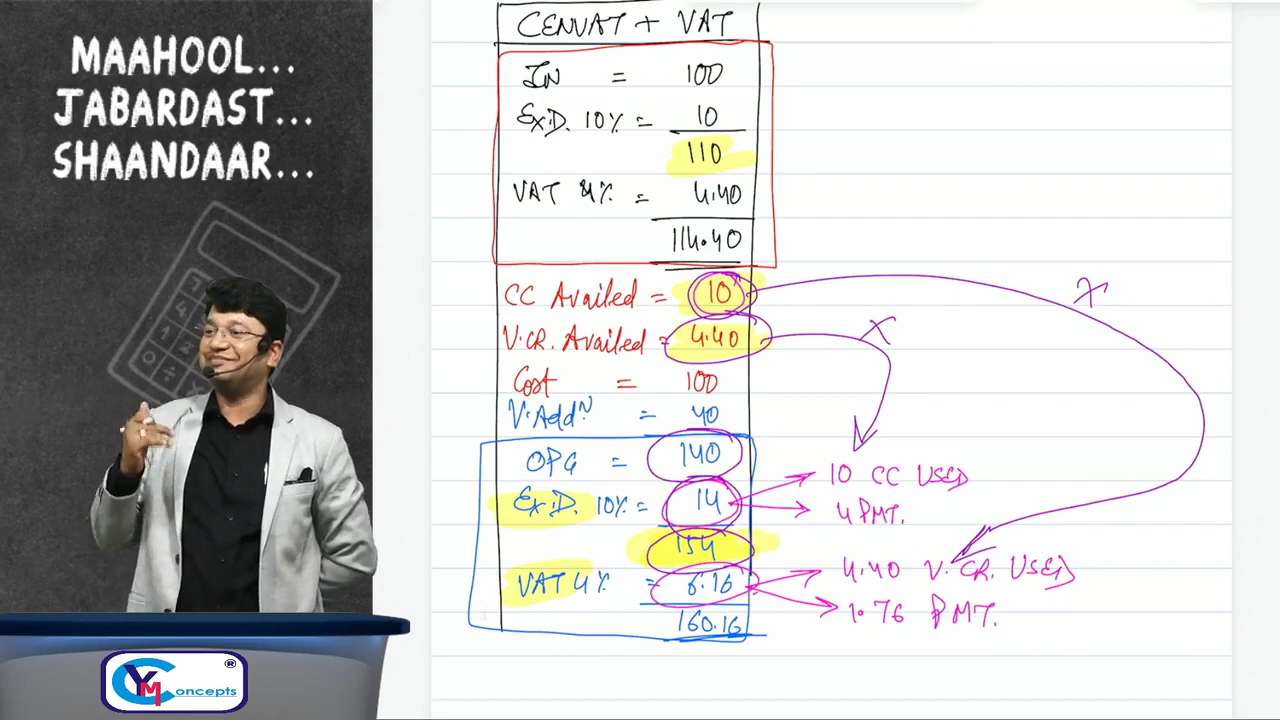 MAAHOOL...
JABARDAST...
SHAANDAAR...
CENVAT + VAT
IN = 100
EX.D. 10% = 10
110
VAT 4% = 4.40
114.40
CC Availed = 10
V.CR. Availed = 4.40
Cost = 100
V.Addⁿ = 40
OPG = 140
EX.D. 10% = 14
154
VAT 4% = 6.16
160.16
X
X
10 CC USED
4 PMT.
4.40 V.CR. USED
1.76 PMT.
CYM Concepts ®